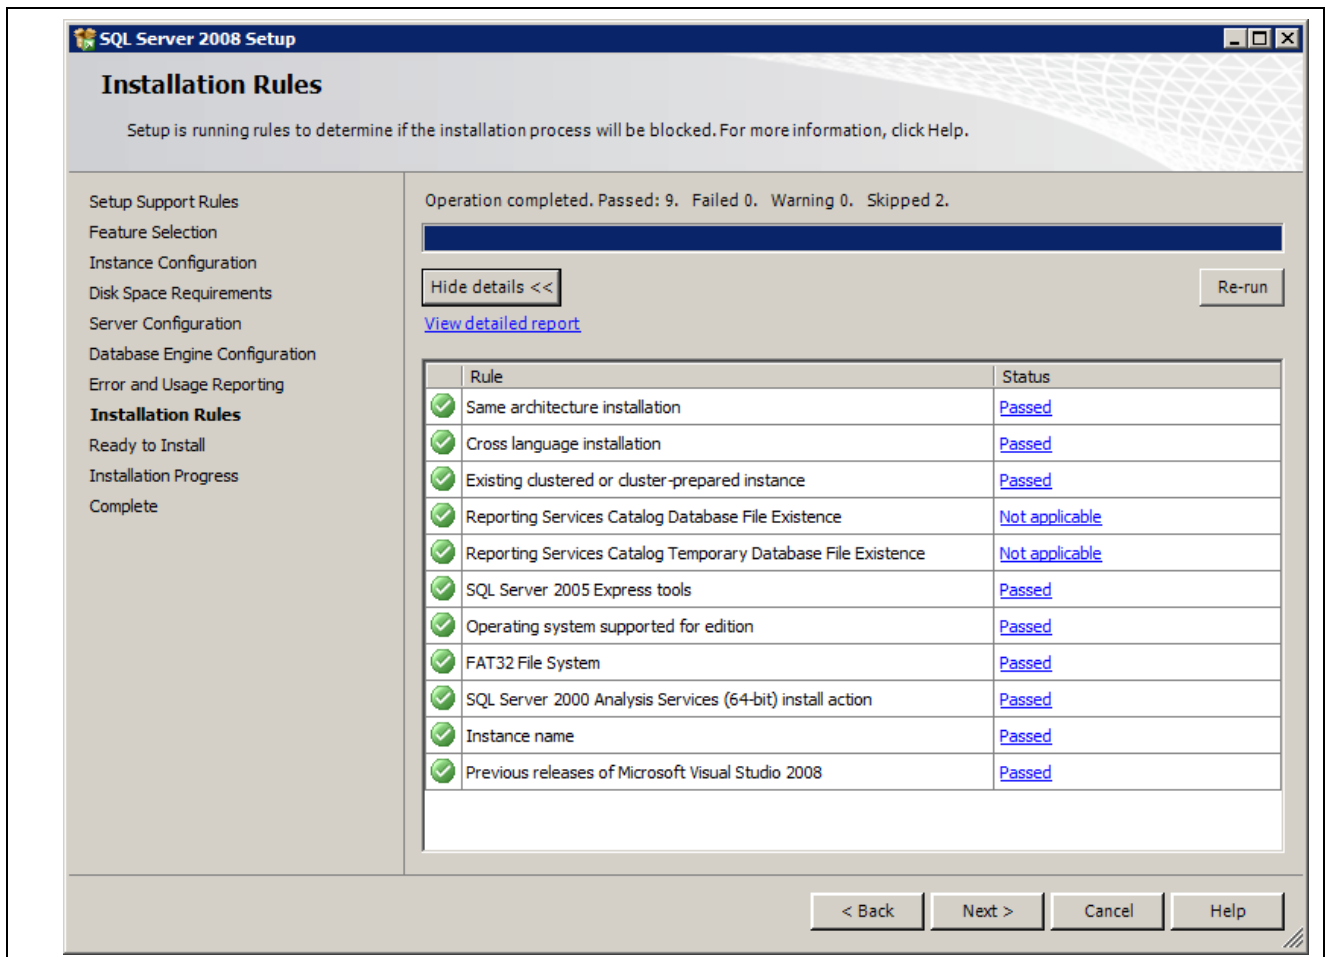 SQL Server 2008 Setup
Installation Rules
Setup is running rules to determine if the installation process will be blocked. For more information, click Help.
Setup Support Rules
Feature Selection
Instance Configuration
Disk Space Requirements
Server Configuration
Database Engine Configuration
Error and Usage Reporting
Installation Rules
Ready to Install
Installation Progress
Complete
Operation completed. Passed: 9. Failed 0. Warning 0. Skipped 2.
Hide details <<
Re-run
View detailed report
Rule Status
Same architecture installation Passed
Cross language installation Passed
Existing clustered or cluster-prepared instance Passed
Reporting Services Catalog Database File Existence Not applicable
Reporting Services Catalog Temporary Database File Existence Not applicable
SQL Server 2005 Express tools Passed
Operating system supported for edition Passed
FAT32 File System Passed
SQL Server 2000 Analysis Services (64-bit) install action Passed
Instance name Passed
Previous releases of Microsoft Visual Studio 2008 Passed
< Back Next > Cancel Help